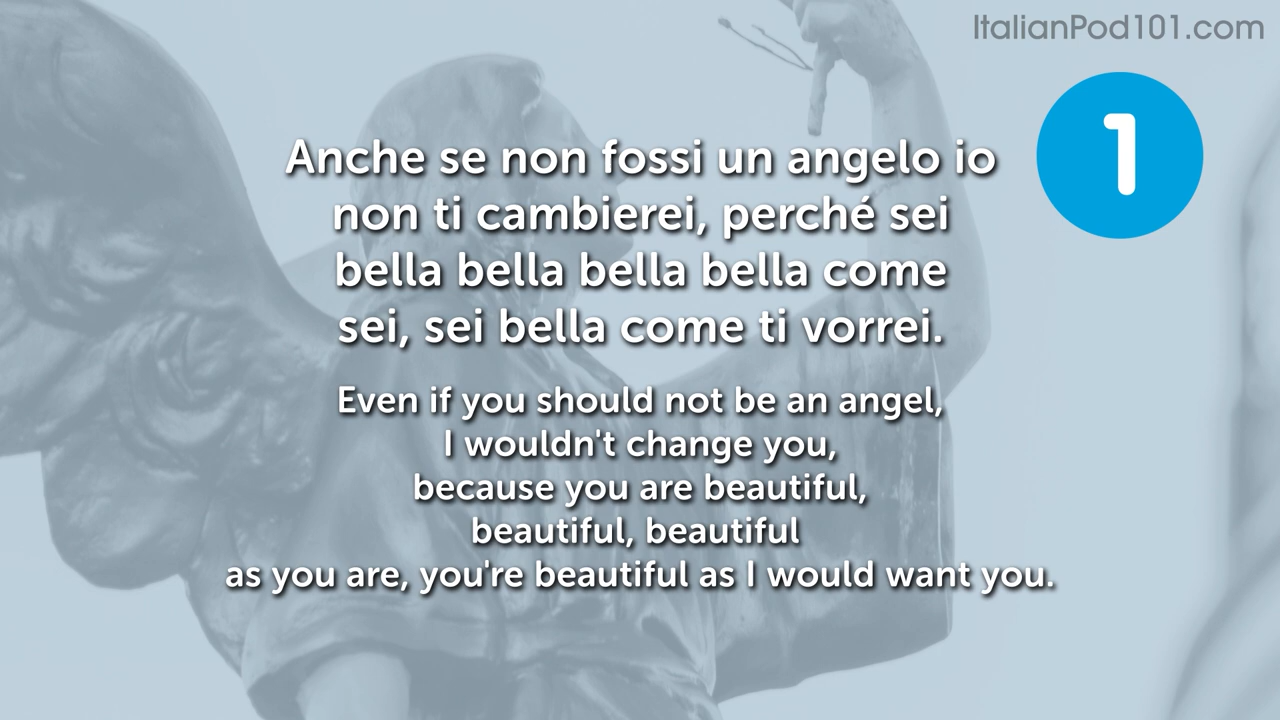 ItalianPod101.com
1
Anche se non fossi un angelo io
non ti cambierei, perché sei
bella bella bella bella come
sei, sei bella come ti vorrei.
Even if you should not be an angel,
I wouldn't change you,
because you are beautiful,
beautiful, beautiful
as you are, you're beautiful as I would want you.